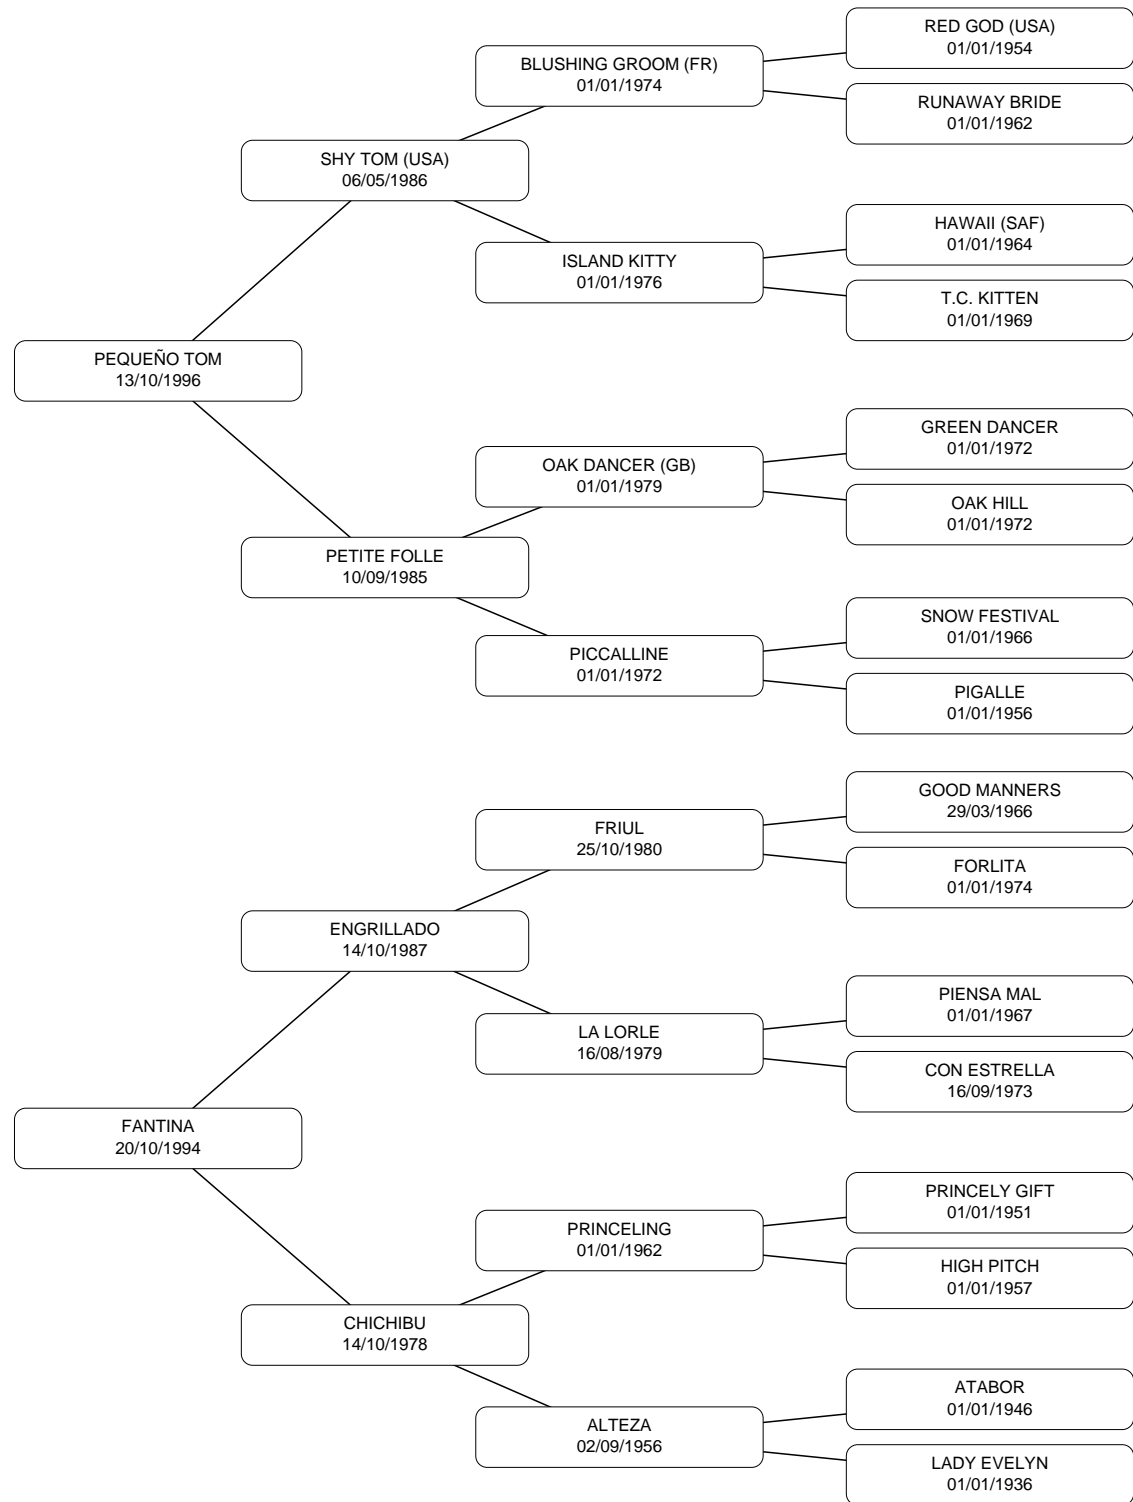 RED GOD (USA)
01/01/1954
BLUSHING GROOM (FR)
01/01/1974
RUNAWAY BRIDE
01/01/1962
SHY TOM (USA)
06/05/1986
HAWAII (SAF)
01/01/1964
ISLAND KITTY
01/01/1976
T.C. KITTEN
01/01/1969
PEQUEÑO TOM
13/10/1996
GREEN DANCER
01/01/1972
OAK DANCER (GB)
01/01/1979
OAK HILL
01/01/1972
PETITE FOLLE
10/09/1985
SNOW FESTIVAL
01/01/1966
PICCALLINE
01/01/1972
PIGALLE
01/01/1956
GOOD MANNERS
29/03/1966
FRIUL
25/10/1980
FORLITA
01/01/1974
ENGRILLADO
14/10/1987
PIENSA MAL
01/01/1967
LA LORLE
16/08/1979
CON ESTRELLA
16/09/1973
FANTINA
20/10/1994
PRINCELY GIFT
01/01/1951
PRINCELING
01/01/1962
HIGH PITCH
01/01/1957
CHICHIBU
14/10/1978
ATABOR
01/01/1946
ALTEZA
02/09/1956
LADY EVELYN
01/01/1936